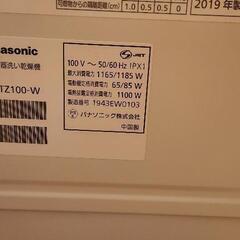 可燃物からの隔離距離(cm) 1.0 0.5 0.5 0
2019年製
asonic
器洗い乾燥機
TZ100-W
JET
100 V ～ 50/60 Hz IPX1
最大消費電力 1165/1185 W
電動機定格消費電力 65/85 W
電熱装置定格消費電力 1100 W
製造番号 1943EW0103
パナソニック株式会社
中国製